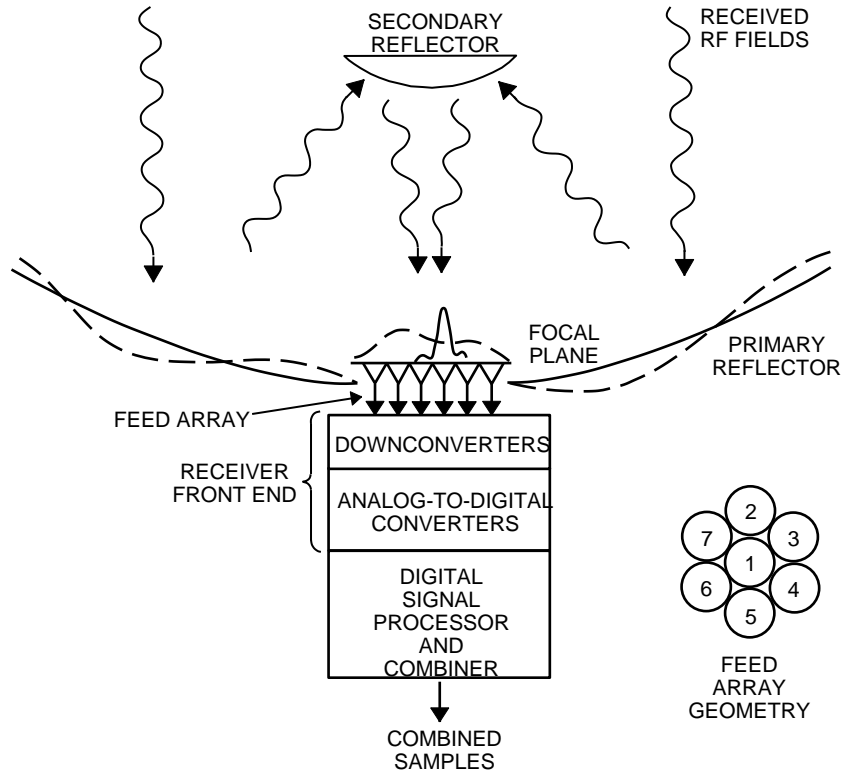 SECONDARY
REFLECTOR
RECEIVED
RF FIELDS
FOCAL
PLANE
PRIMARY
REFLECTOR
FEED ARRAY
DOWNCONVERTERS
RECEIVER
FRONT END
ANALOG-TO-DIGITAL
CONVERTERS
DIGITAL
SIGNAL
PROCESSOR
AND
COMBINER
2
7
3
1
6
4
5
FEED
ARRAY
GEOMETRY
COMBINED
SAMPLES